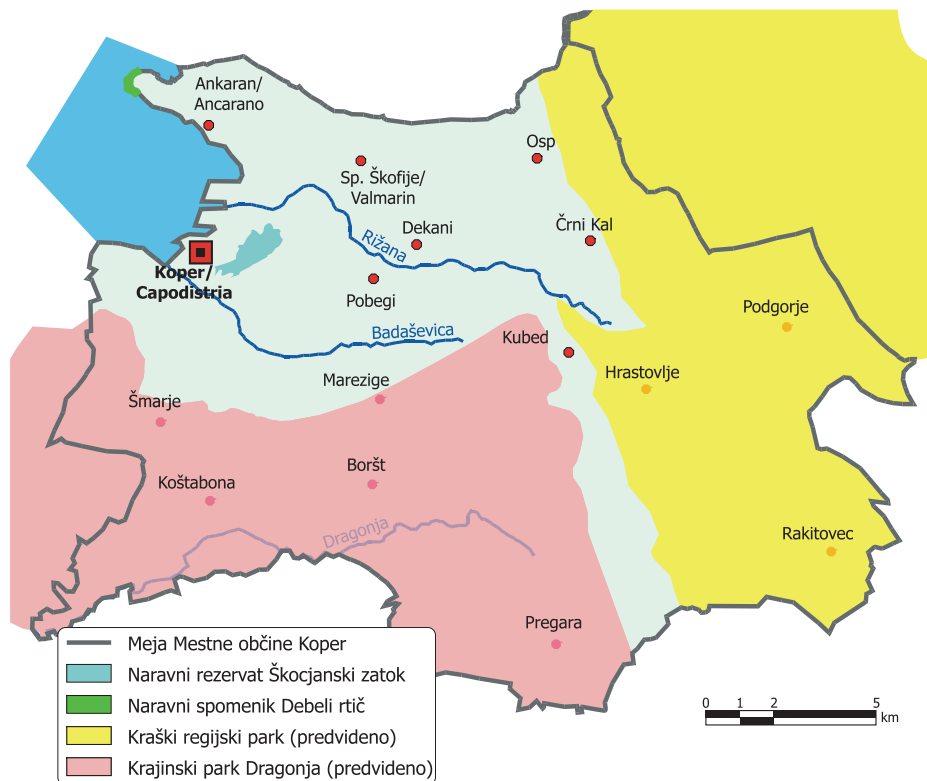 Ankaran/
Ancarano
Osp
Sp. Škofije/
Valmarin
Dekani
Črni Kal
Rižana
Koper/
Capodistria
Pobegi
Podgorje
Badaševica
Kubed
Hrastovlje
Marezige
Šmarje
Boršt
Koštabona
Dragonja
Rakitovec
Pregara
Meja Mestne občine Koper
Naravni rezervat Škocjanski zatok
Naravni spomenik Debeli rtič
Kraški regijski park (predvideno)
Krajinski park Dragonja (predvideno)
0 1 2 5
km